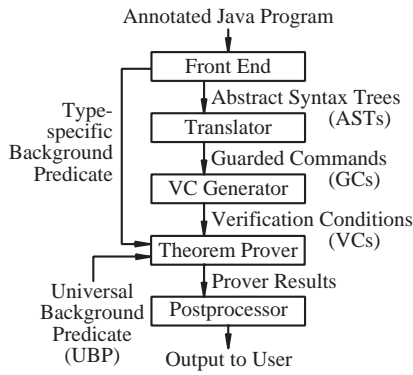 Annotated Java Program
Front End
Abstract Syntax Trees
(ASTs)
Type-
specific
Background
Predicate
Translator
Guarded Commands
(GCs)
VC Generator
Verification Conditions
(VCs)
Theorem Prover
Universal
Background
Predicate
(UBP)
Prover Results
Postprocessor
Output to User